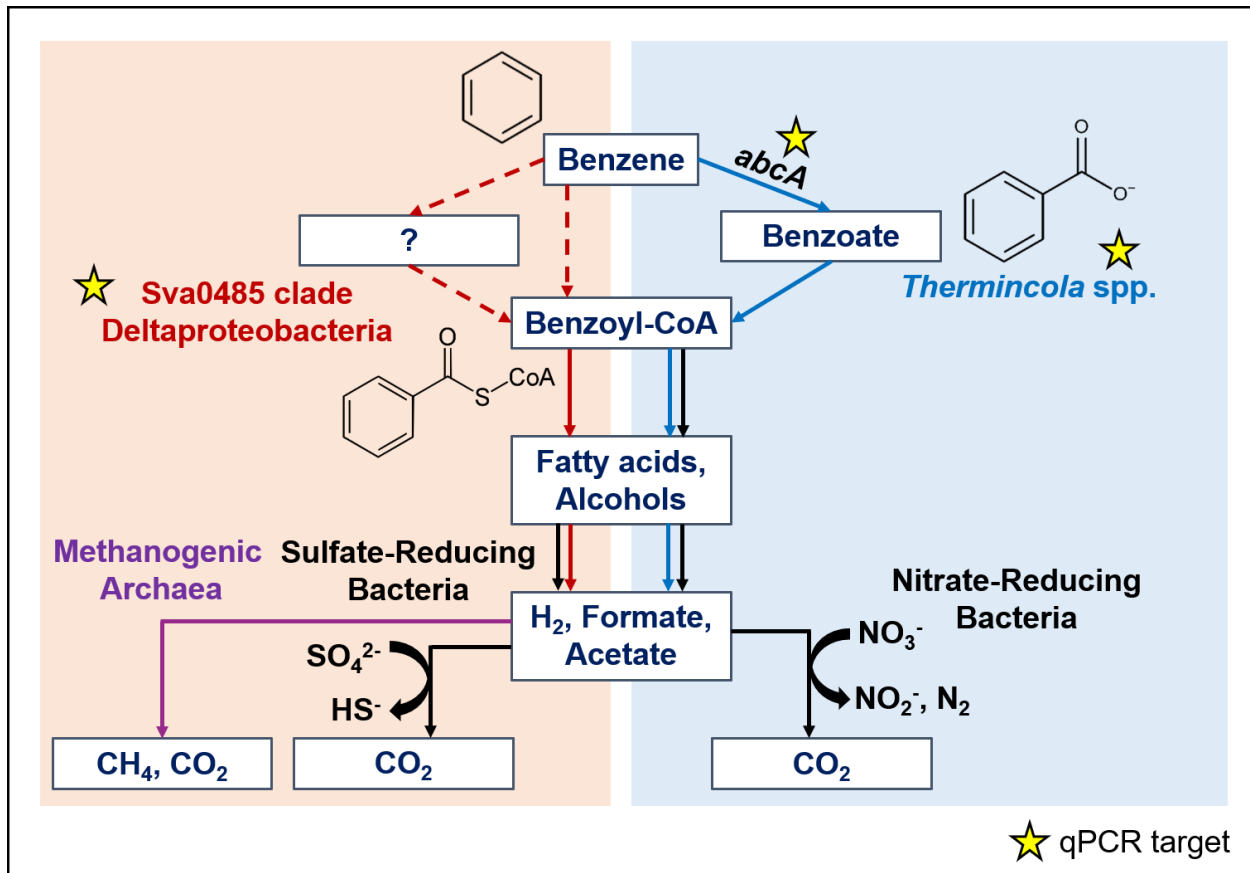 Benzene
abcA
?
Benzoate
O
O⁻
Sva0485 clade
Deltaproteobacteria
Thermincola spp.
Benzoyl-CoA
O
S
CoA
Fatty acids,
Alcohols
Methanogenic
Archaea
Sulfate-Reducing
Bacteria
Nitrate-Reducing
Bacteria
H₂, Formate,
Acetate
SO₄²⁻
HS⁻
NO₃⁻
NO₂⁻, N₂
CH₄, CO₂
CO₂
CO₂
qPCR target